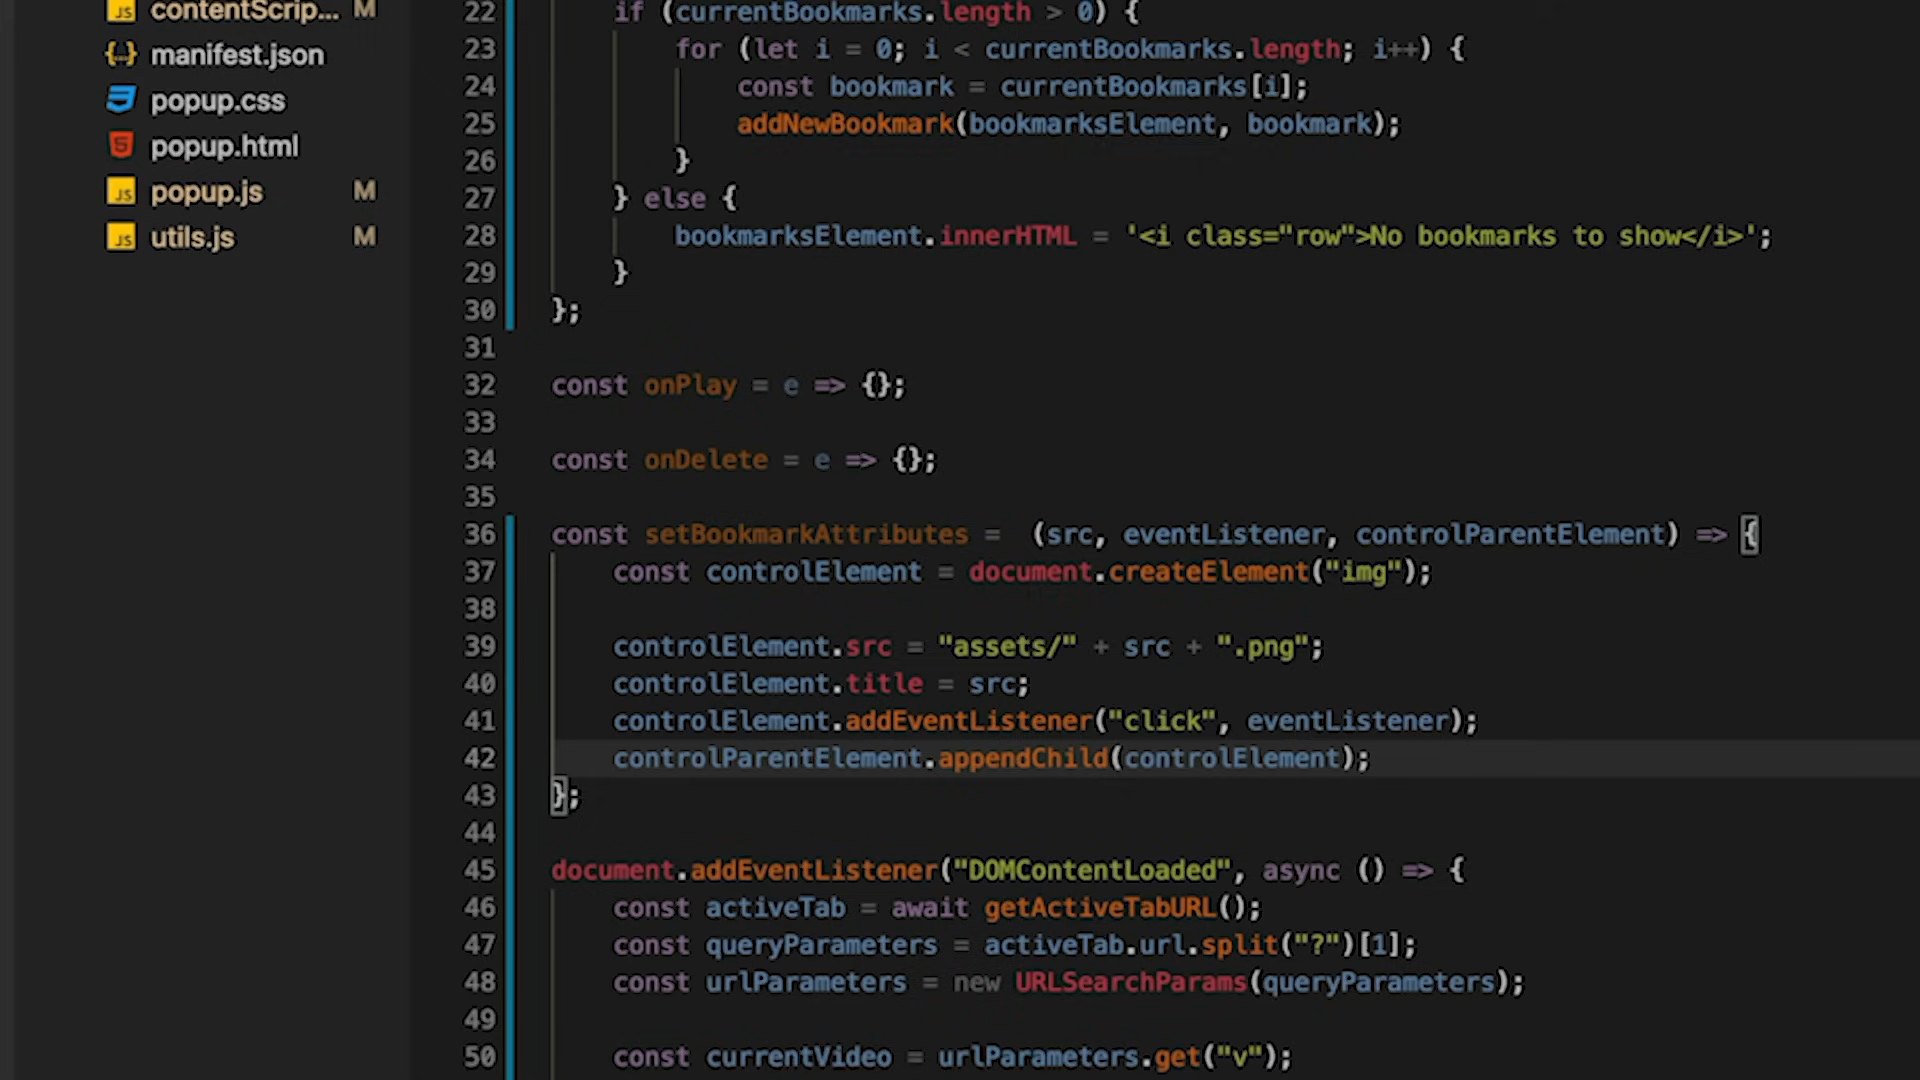 contentScrip... M
manifest.json
popup.css
popup.html
popup.js M
utils.js M
22 if (currentBookmarks.length > 0) {
23 for (let i = 0; i < currentBookmarks.length; i++) {
24 const bookmark = currentBookmarks[i];
25 addNewBookmark(bookmarksElement, bookmark);
26 }
27 } else {
28 bookmarksElement.innerHTML = '<i class="row">No bookmarks to show</i>';
29 }
30 };
31
32 const onPlay = e => {};
33
34 const onDelete = e => {};
35
36 const setBookmarkAttributes =  (src, eventListener, controlParentElement) => {
37 const controlElement = document.createElement("img");
38
39 controlElement.src = "assets/" + src + ".png";
40 controlElement.title = src;
41 controlElement.addEventListener("click", eventListener);
42 controlParentElement.appendChild(controlElement);
43 };
44
45 document.addEventListener("DOMContentLoaded", async () => {
46 const activeTab = await getActiveTabURL();
47 const queryParameters = activeTab.url.split("?")[1];
48 const urlParameters = new URLSearchParams(queryParameters);
49
50 const currentVideo = urlParameters.get("v");